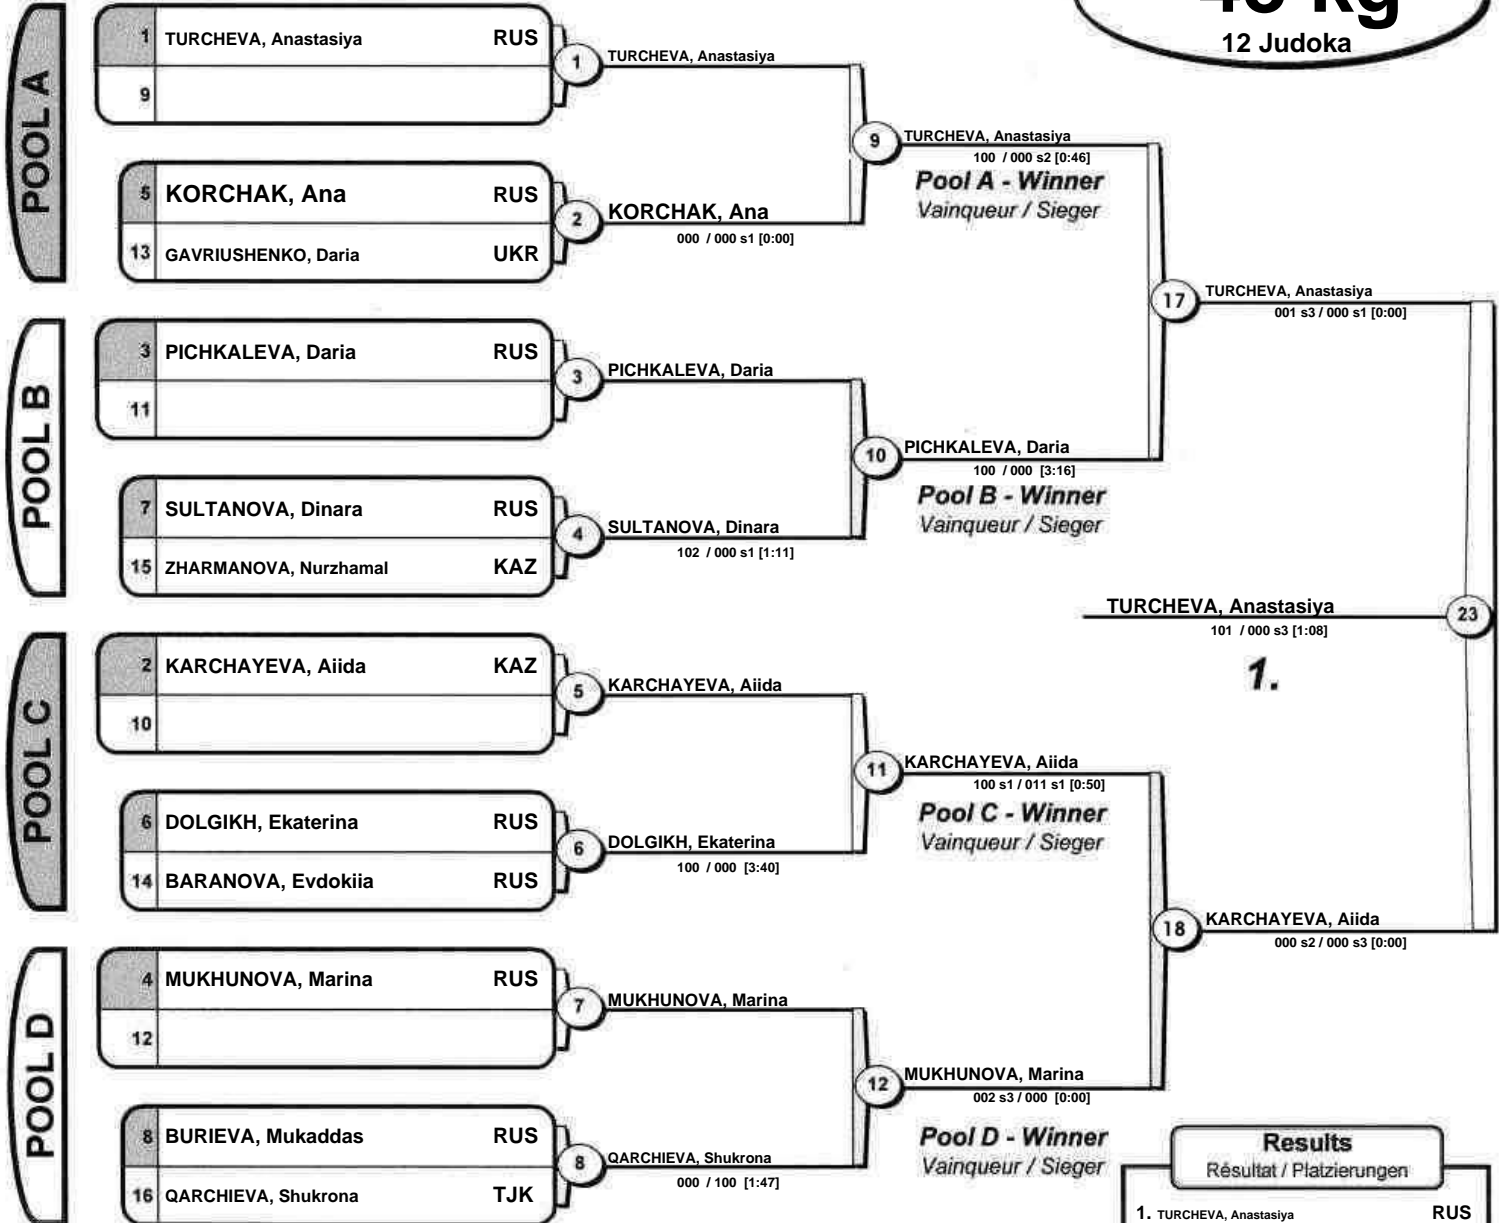 12 Judoka
POOL A
1 TURCHEVA, Anastasiya RUS
9
5 KORCHAK, Ana RUS
13 GAVRIUSHENKO, Daria UKR
1 TURCHEVA, Anastasiya
2 KORCHAK, Ana
000 / 000 s1 [0:00]
9 TURCHEVA, Anastasiya
100 / 000 s2 [0:46]
Pool A - Winner
Vainqueur / Sieger
POOL B
3 PICHKALEVA, Daria RUS
11
7 SULTANOVA, Dinara RUS
15 ZHARMANOVA, Nurzhamal KAZ
3 PICHKALEVA, Daria
4 SULTANOVA, Dinara
102 / 000 s1 [1:11]
10 PICHKALEVA, Daria
100 / 000 [3:16]
Pool B - Winner
Vainqueur / Sieger
17 TURCHEVA, Anastasiya
001 s3 / 000 s1 [0:00]
TURCHEVA, Anastasiya 23
101 / 000 s3 [1:08]
1.
POOL C
2 KARCHAYEVA, Aiida KAZ
10
6 DOLGIKH, Ekaterina RUS
14 BARANOVA, Evdokiia RUS
5 KARCHAYEVA, Aiida
6 DOLGIKH, Ekaterina
100 / 000 [3:40]
11 KARCHAYEVA, Aiida
100 s1 / 011 s1 [0:50]
Pool C - Winner
Vainqueur / Sieger
18 KARCHAYEVA, Aiida
000 s2 / 000 s3 [0:00]
POOL D
4 MUKHUNOVA, Marina RUS
12
8 BURIEVA, Mukaddas RUS
16 QARCHIEVA, Shukrona TJK
7 MUKHUNOVA, Marina
8 QARCHIEVA, Shukrona
000 / 100 [1:47]
12 MUKHUNOVA, Marina
002 s3 / 000 [0:00]
Pool D - Winner
Vainqueur / Sieger
Results
Résultat / Platzierungen
1. TURCHEVA, Anastasiya RUS